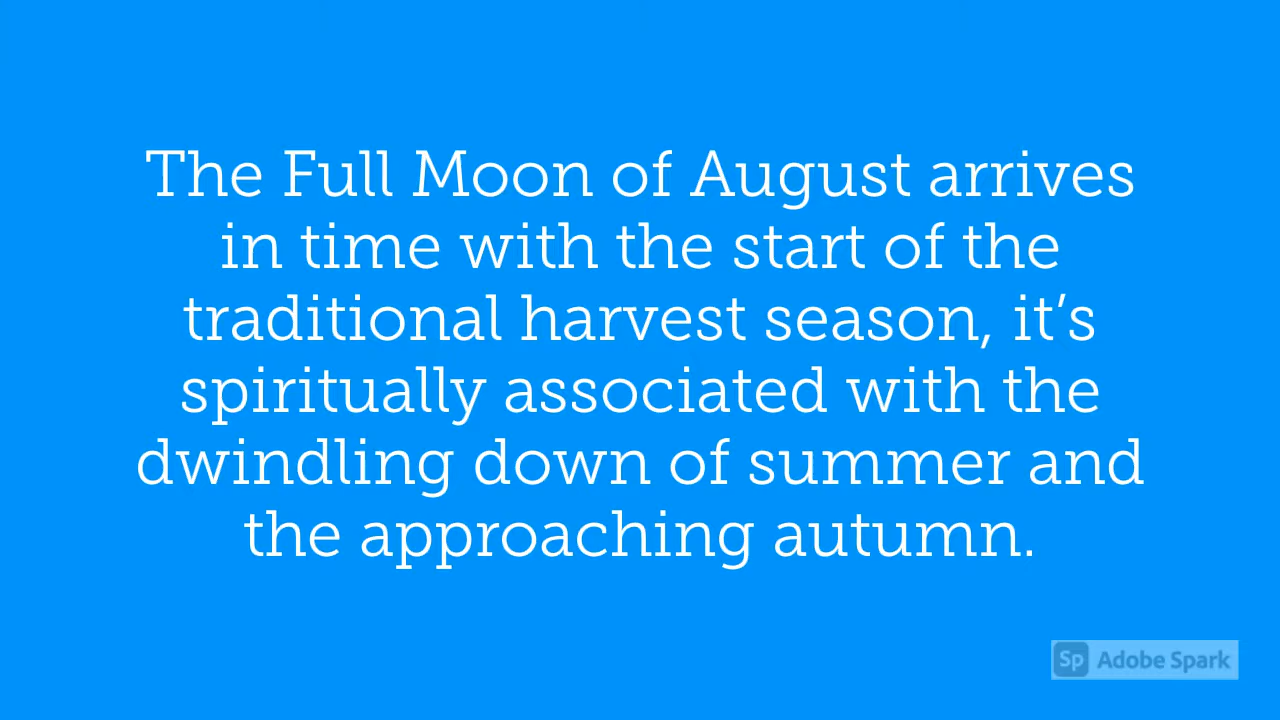 The Full Moon of August arrives
in time with the start of the
traditional harvest season, it’s
spiritually associated with the
dwindling down of summer and
the approaching autumn.
Sp Adobe Spark